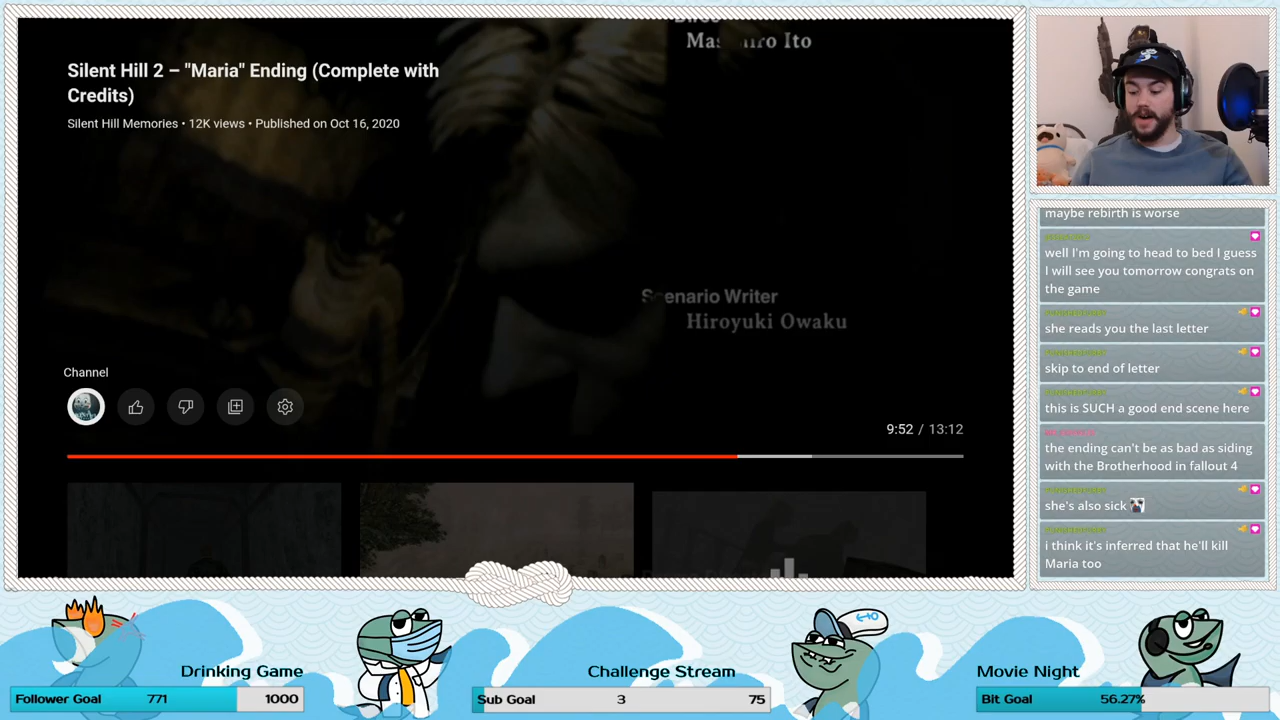 Masahiro Ito
Silent Hill 2 – "Maria" Ending (Complete with
Credits)
Silent Hill Memories • 12K views • Published on Oct 16, 2020
Scenario Writer
Hiroyuki Owaku
Channel
9:52 / 13:12
maybe rebirth is worse
well I'm going to head to bed I guess
I will see you tomorrow congrats on
the game
she reads you the last letter
skip to end of letter
this is SUCH a good end scene here
the ending can't be as bad as siding
with the Brotherhood in fallout 4
she's also sick
i think it's inferred that he'll kill
Maria too
Drinking Game
Follower Goal 771 1000
Challenge Stream
Sub Goal 3 75
Movie Night
Bit Goal 56.27%